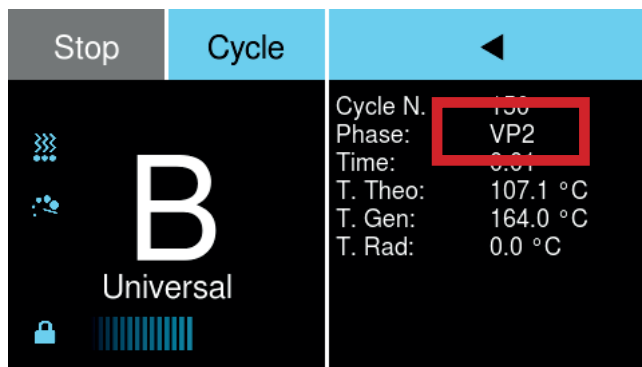 Stop
Cycle
B
Universal
Cycle N.
Phase: VP2
Time:
T. Theo: 107.1 °C
T. Gen: 164.0 °C
T. Rad: 0.0 °C